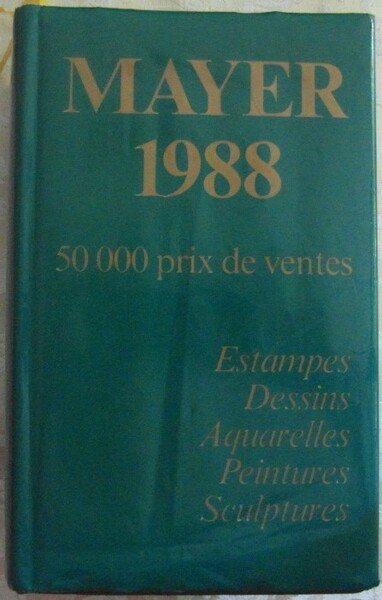 MAYER
1988
50 000 prix de ventes
Estampes
Dessins
Aquarelles
Peintures
Sculptures